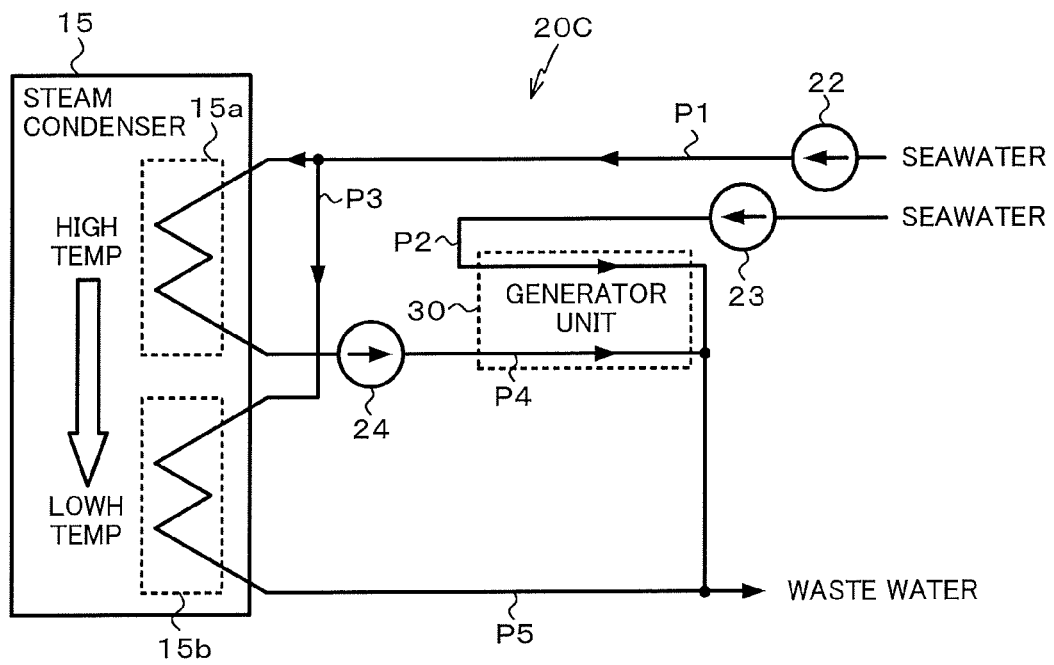 15
20C
STEAM
CONDENSER
15a
22
P1
SEAWATER
P3
SEAWATER
HIGH
TEMP
P2
23
30
GENERATOR
UNIT
P4
24
LOWH
TEMP
WASTE WATER
P5
15b